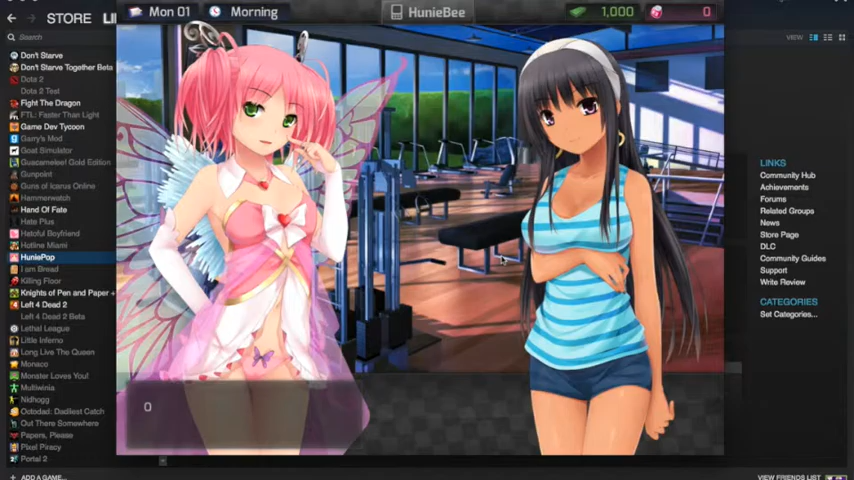 Mon 01
Morning
HunieBee
1,000
0
STORE
LI
Search
VIEW
Don't Starve
Don't Starve Together Beta
Dota 2
Dota 2 Test
Fight The Dragon
FTL: Faster Than Light
Game Dev Tycoon
Garry's Mod
Goat Simulator
Guacamelee! Gold Edition
Gunpoint
Guns of Icarus Online
Hammerwatch
Hand Of Fate
Hate Plus
Hatoful Boyfriend
Hotline Miami
HuniePop
I am Bread
Killing Floor
Knights of Pen and Paper +
Left 4 Dead 2
Left 4 Dead 2 Beta
Lethal League
Little Inferno
Long Live The Queen
Monaco
Monster Loves You!
Multiwinia
Nidhogg
Octodad: Dadliest Catch
Out There Somewhere
Papers, Please
Pixel Piracy
Portal 2
+ ADD A GAME...
O
LINKS
Community Hub
Achievements
Forums
Related Groups
News
Store Page
DLC
Community Guides
Support
Write Review
CATEGORIES
Set Categories...
VIEW FRIENDS LIST